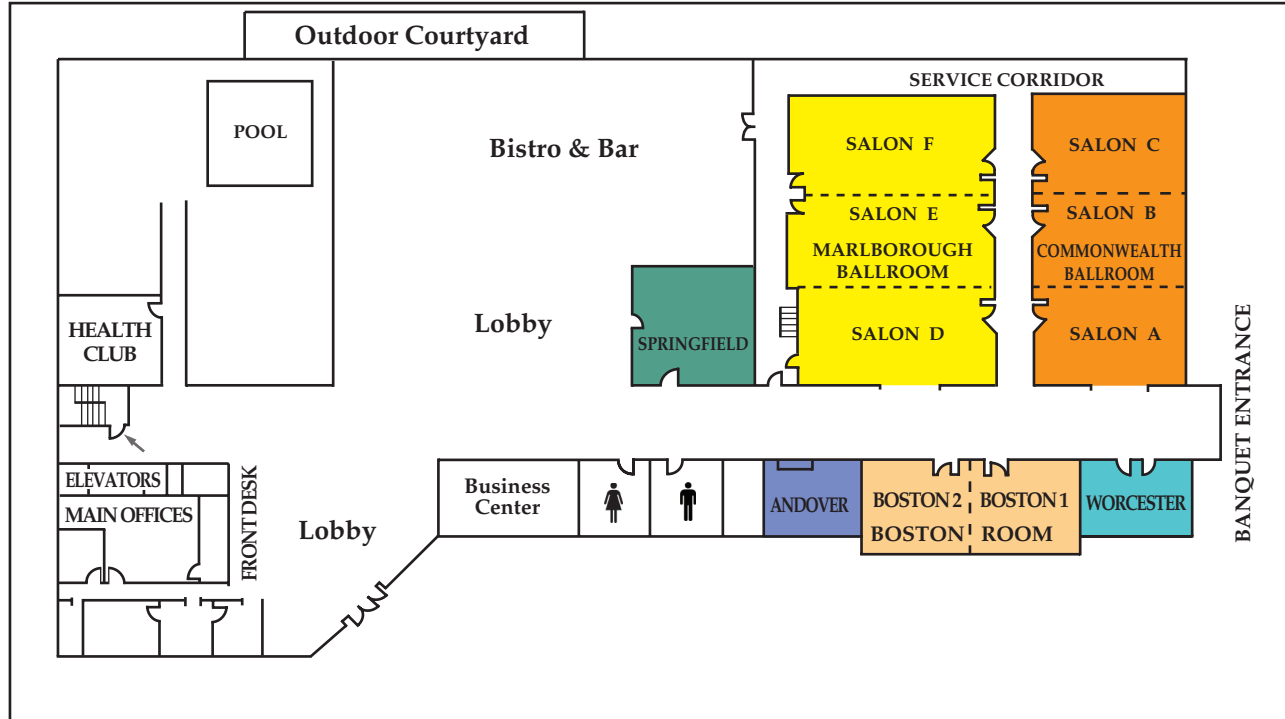 Outdoor Courtyard
SERVICE CORRIDOR
POOL
Bistro & Bar
SALON F
SALON C
SALON E
MARLBOROUGH
BALLROOM
SALON B
COMMONWEALTH
BALLROOM
HEALTH
CLUB
Lobby
SPRINGFIELD
SALON D
SALON A
BANQUET ENTRANCE
ELEVATORS
MAIN OFFICES
FRONT DESK
Lobby
Business
Center
ANDOVER
BOSTON 2
BOSTON 1
BOSTON ROOM
WORCESTER